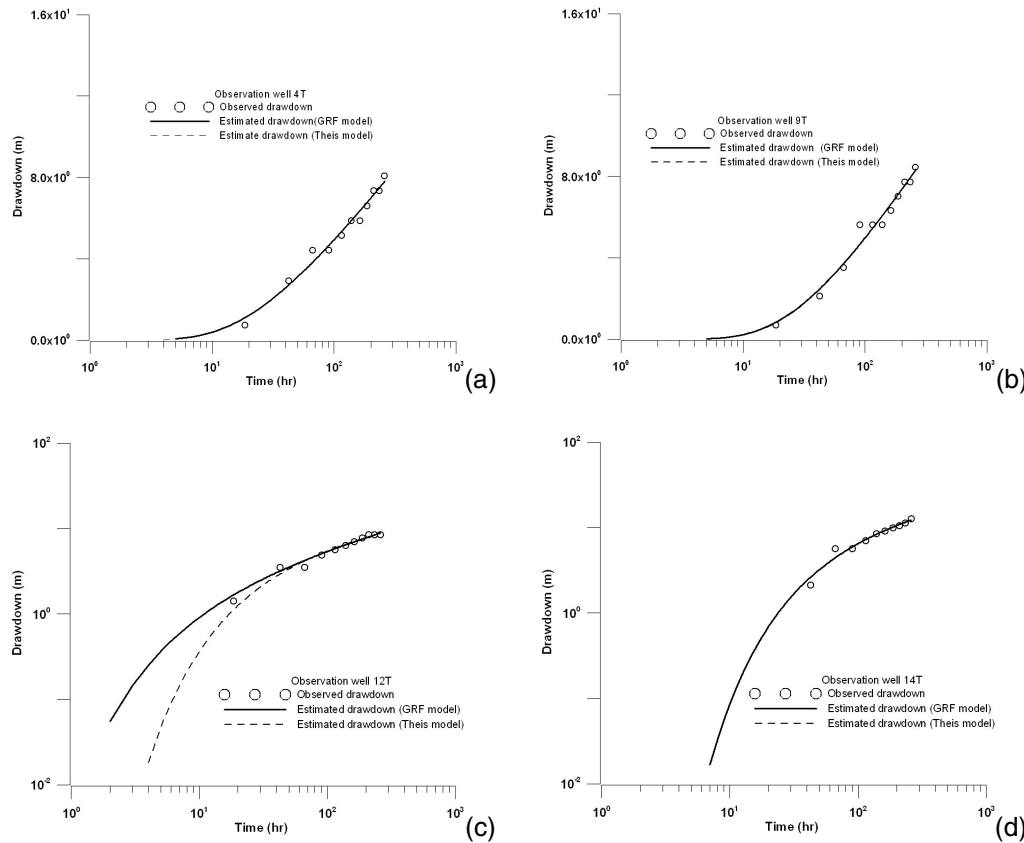 1.6x10¹
8.0x10⁰
0.0x10⁰
Drawdown (m)
Observation well 4T
Observed drawdown
Estimated drawdown(GRF model)
Estimate drawdown (Theis model)
10⁰ 10¹ 10² 10³
Time (hr)
(a)
1.6x10¹
8.0x10⁰
0.0x10⁰
Drawdown (m)
Observation well 9T
Observed drawdown
Estimated drawdown (GRF model)
Estimated drawdown (Theis model)
10⁰ 10¹ 10² 10³
Time (hr)
(b)
10²
10⁰
10⁻²
Drawdown (m)
Observation well 12T
Observed drawdown
Estimated drawdown (GRF model)
Estimated drawdown (Theis model)
10⁰ 10¹ 10² 10³
Time (hr)
(c)
10²
10⁰
10⁻²
Drawdown (m)
Observation well 14T
Observed drawdown
Estimated drawdown (GRF model)
Estimated drawdown (Theis model)
10⁰ 10¹ 10² 10³
Time (hr)
(d)